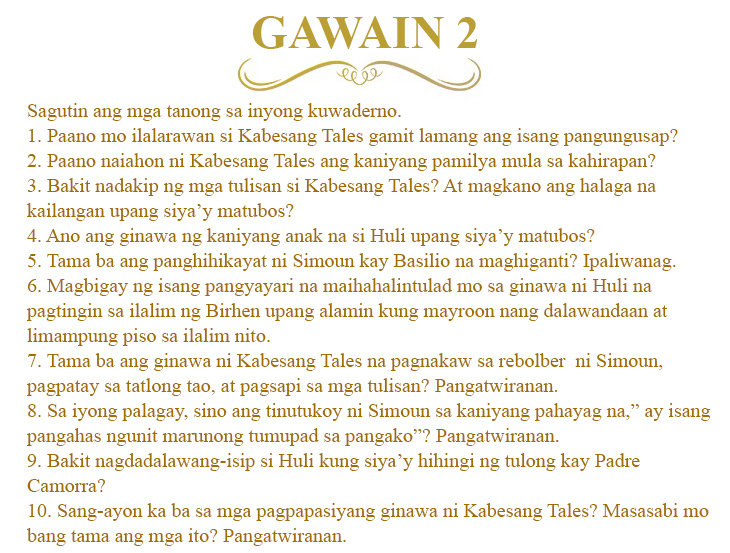 GAWAIN 2
Sagutin ang mga tanong sa inyong kuwaderno.
1. Paano mo ilalarawan si Kabesang Tales gamit lamang ang isang pangungusap?
2. Paano naiahon ni Kabesang Tales ang kaniyang pamilya mula sa kahirapan?
3. Bakit nadakip ng mga tulisan si Kabesang Tales? At magkano ang halaga na
kailangan upang siya’y matubos?
4. Ano ang ginawa ng kaniyang anak na si Huli upang siya’y matubos?
5. Tama ba ang panghihikayat ni Simoun kay Basilio na maghiganti? Ipaliwanag.
6. Magbigay ng isang pangyayari na maihahalintulad mo sa ginawa ni Huli na
pagtingin sa ilalim ng Birhen upang alamin kung mayroon nang dalawandaan at
limampung piso sa ilalim nito.
7. Tama ba ang ginawa ni Kabesang Tales na pagnakaw sa rebolber  ni Simoun,
pagpatay sa tatlong tao, at pagsapi sa mga tulisan? Pangatwiranan.
8. Sa iyong palagay, sino ang tinutukoy ni Simoun sa kaniyang pahayag na,” ay isang
pangahas ngunit marunong tumupad sa pangako”? Pangatwiranan.
9. Bakit nagdadalawang-isip si Huli kung siya’y hihingi ng tulong kay Padre
Camorra?
10. Sang-ayon ka ba sa mga pagpapasiyang ginawa ni Kabesang Tales? Masasabi mo
bang tama ang mga ito? Pangatwiranan.